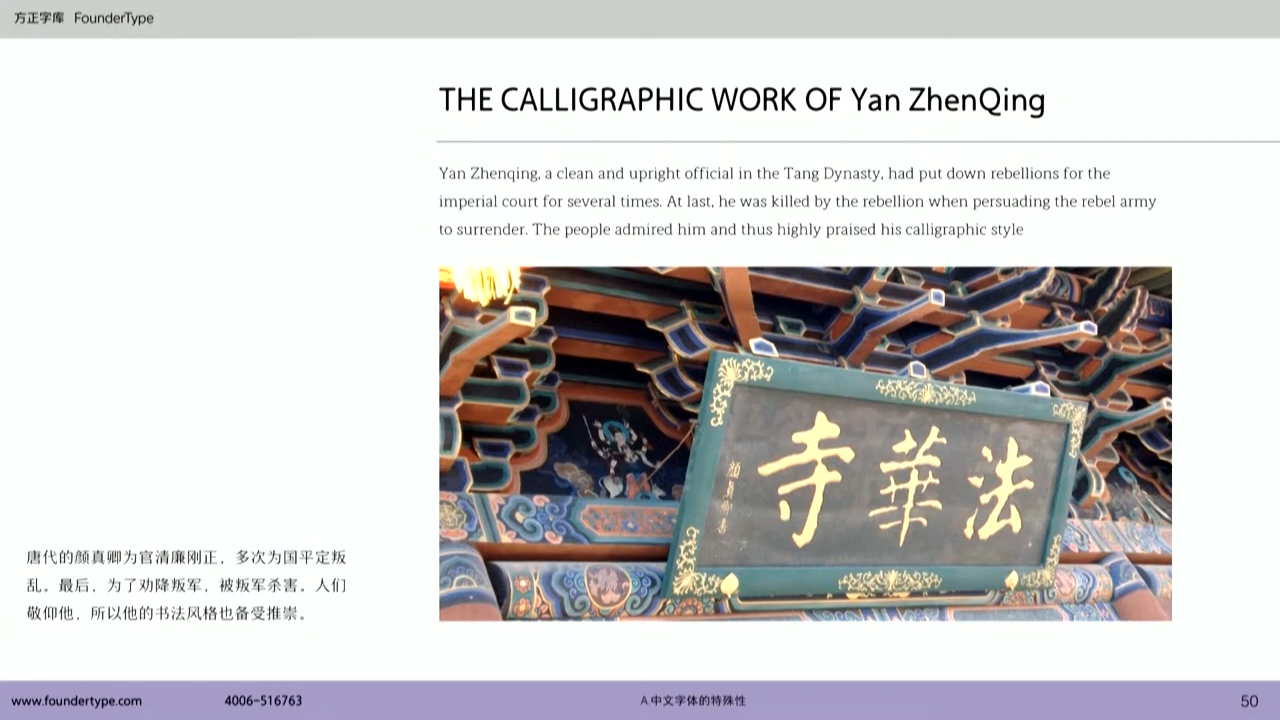 方正字库 FounderType
THE CALLIGRAPHIC WORK OF Yan ZhenQing
Yan Zhenqing, a clean and upright official in the Tang Dynasty, had put down rebellions for the
imperial court for several times. At last, he was killed by the rebellion when persuading the rebel army
to surrender. The people admired him and thus highly praised his calligraphic style
法華寺
唐代的颜真卿为官清廉刚正，多次为国平定叛
乱。最后，为了劝降叛军，被叛军杀害。人们
敬仰他，所以他的书法风格也备受推崇。
www.foundertype.com 4006-516763 A 中文字体的特殊性 50